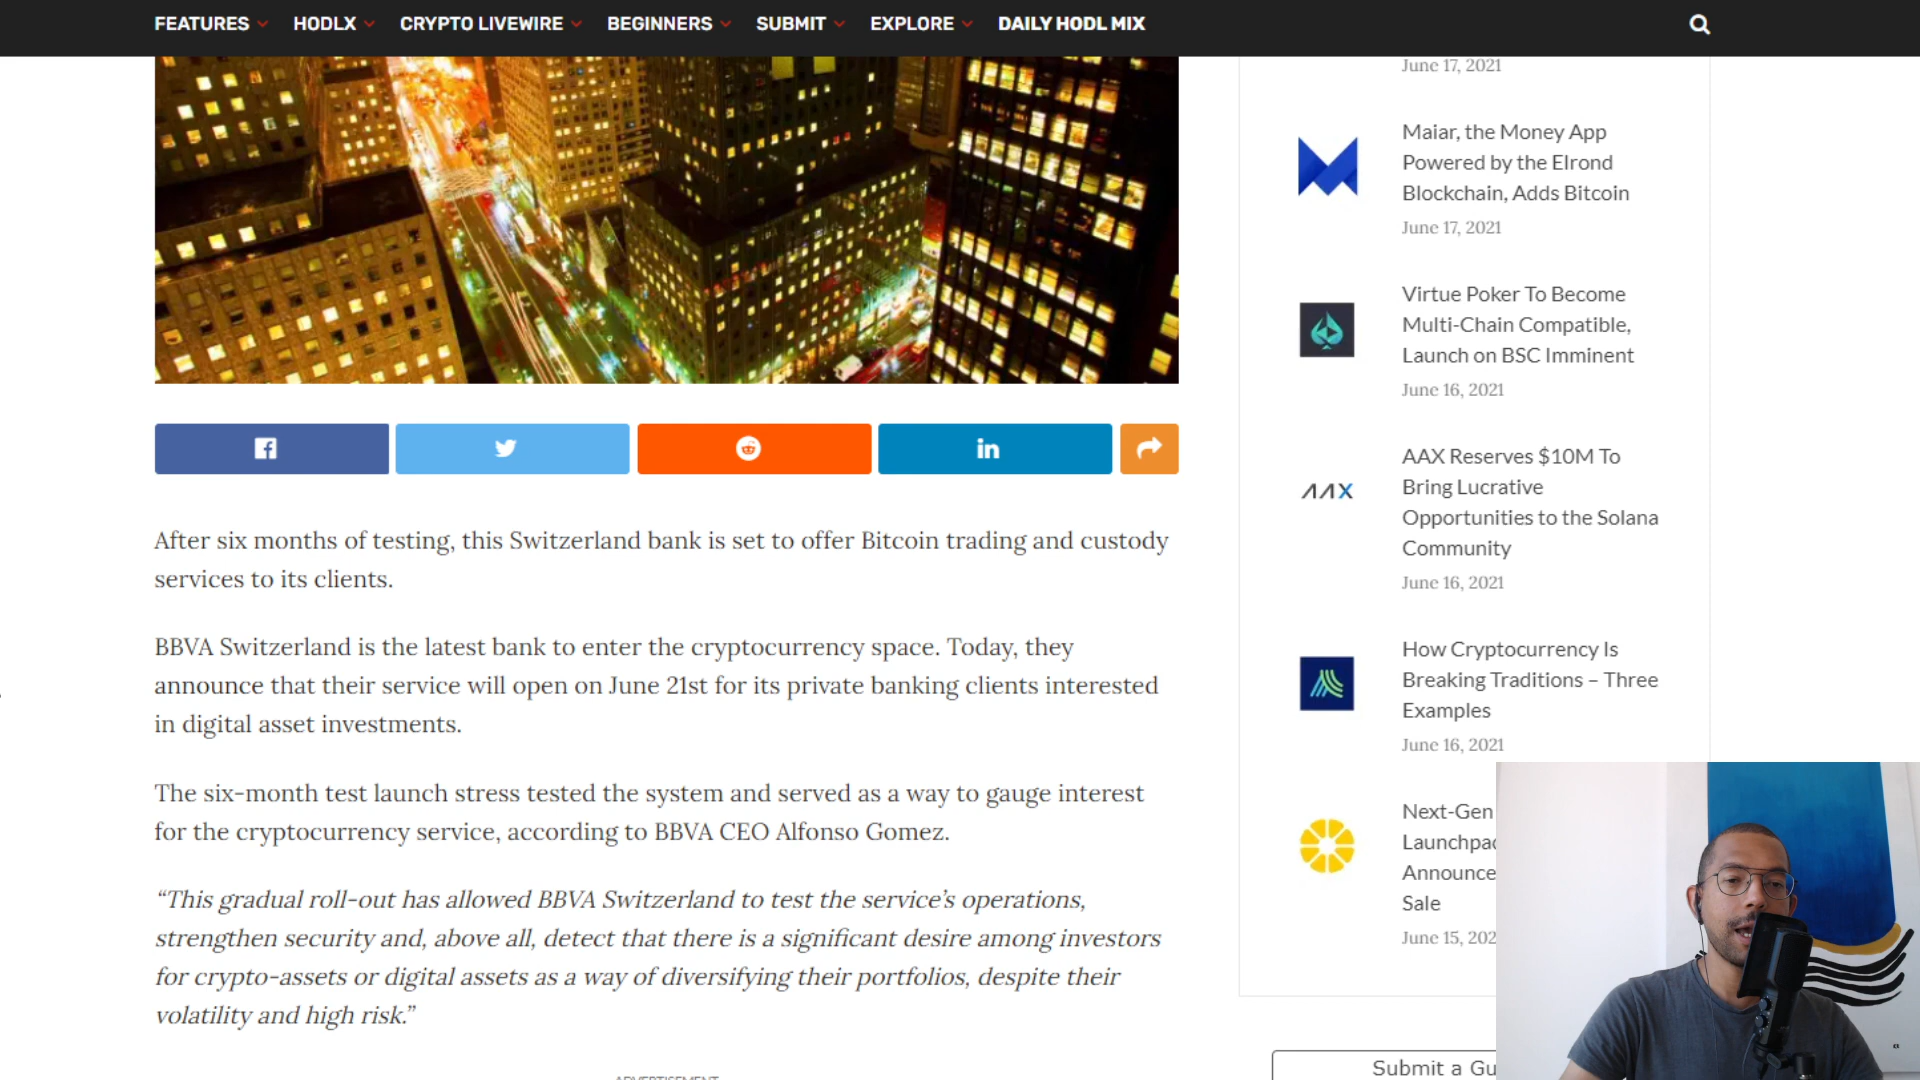 FEATURES HODLX CRYPTO LIVEWIRE BEGINNERS SUBMIT EXPLORE DAILY HODL MIX
After six months of testing, this Switzerland bank is set to offer Bitcoin trading and custody
services to its clients.
BBVA Switzerland is the latest bank to enter the cryptocurrency space. Today, they
announce that their service will open on June 21st for its private banking clients interested
in digital asset investments.
The six-month test launch stress tested the system and served as a way to gauge interest
for the cryptocurrency service, according to BBVA CEO Alfonso Gomez.
“This gradual roll-out has allowed BBVA Switzerland to test the service’s operations,
strengthen security and, above all, detect that there is a significant desire among investors
for crypto-assets or digital assets as a way of diversifying their portfolios, despite their
volatility and high risk.”
ADVERTISEMENT
June 17, 2021
Maiar, the Money App
Powered by the Elrond
Blockchain, Adds Bitcoin
June 17, 2021
Virtue Poker To Become
Multi-Chain Compatible,
Launch on BSC Imminent
June 16, 2021
AAX
AAX Reserves $10M To
Bring Lucrative
Opportunities to the Solana
Community
June 16, 2021
How Cryptocurrency Is
Breaking Traditions – Three
Examples
June 16, 2021
Next-Gen
Launchpad
Announce
Sale
June 15, 202
Submit a Gu